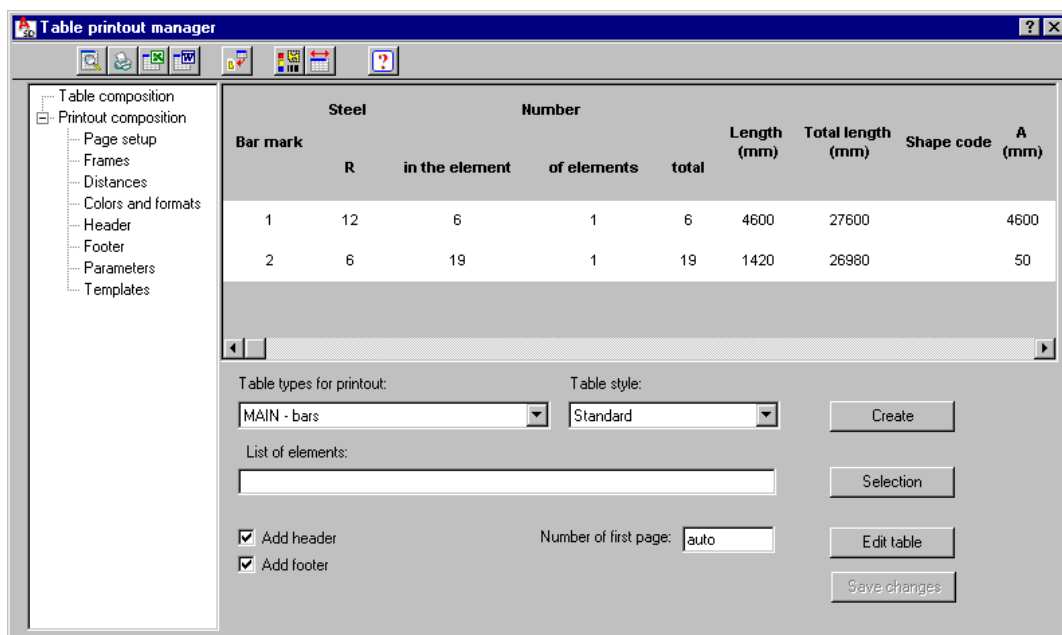 Table printout manager
Table composition
Printout composition
Page setup
Frames
Distances
Colors and formats
Header
Footer
Parameters
Templates
Steel Number
Bar mark Length (mm) Total length (mm) Shape code A (mm)
R in the element of elements total
1 12 6 1 6 4600 27600 4600
2 6 19 1 19 1420 26980 50
Table types for printout: Table style:
MAIN - bars Standard Create
List of elements:
Selection
Add header Number of first page: auto Edit table
Add footer
Save changes